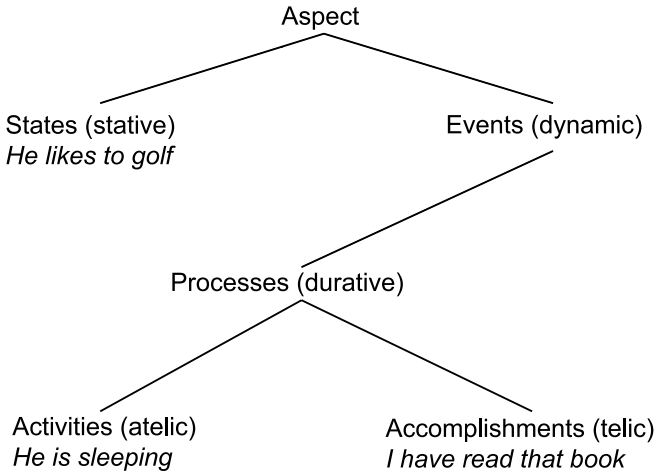 Aspect
States (stative)
He likes to golf
Events (dynamic)
Processes (durative)
Activities (atelic)
He is sleeping
Accomplishments (telic)
I have read that book